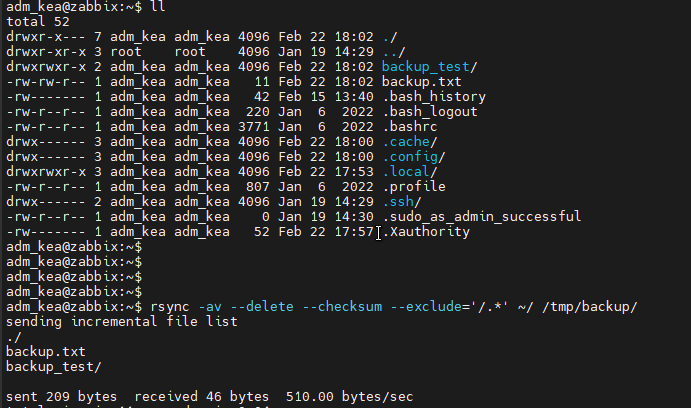 adm_kea@zabbix:~$ ll
total 52
drwxr-x--- 7 adm_kea adm_kea 4096 Feb 22 18:02 ./
drwxr-xr-x 3 root    root    4096 Jan 19 14:29 ../
drwxrwxr-x 2 adm_kea adm_kea 4096 Feb 22 18:02 backup_test/
-rw-rw-r-- 1 adm_kea adm_kea   11 Feb 22 18:02 backup.txt
-rw------- 1 adm_kea adm_kea   42 Feb 15 13:40 .bash_history
-rw-r--r-- 1 adm_kea adm_kea  220 Jan  6  2022 .bash_logout
-rw-r--r-- 1 adm_kea adm_kea 3771 Jan  6  2022 .bashrc
drwx------ 3 adm_kea adm_kea 4096 Feb 22 18:00 .cache/
drwx------ 3 adm_kea adm_kea 4096 Feb 22 18:00 .config/
drwxrwxr-x 3 adm_kea adm_kea 4096 Feb 22 17:53 .local/
-rw-r--r-- 1 adm_kea adm_kea  807 Jan  6  2022 .profile
drwx------ 2 adm_kea adm_kea 4096 Jan 19 14:29 .ssh/
-rw-r--r-- 1 adm_kea adm_kea    0 Jan 19 14:30 .sudo_as_admin_successful
-rw------- 1 adm_kea adm_kea   52 Feb 22 17:57 .Xauthority
adm_kea@zabbix:~$
adm_kea@zabbix:~$
adm_kea@zabbix:~$
adm_kea@zabbix:~$
adm_kea@zabbix:~$ rsync -av --delete --checksum --exclude='/.*' ~/ /tmp/backup/
sending incremental file list
./
backup.txt
backup_test/

sent 209 bytes  received 46 bytes  510.00 bytes/sec